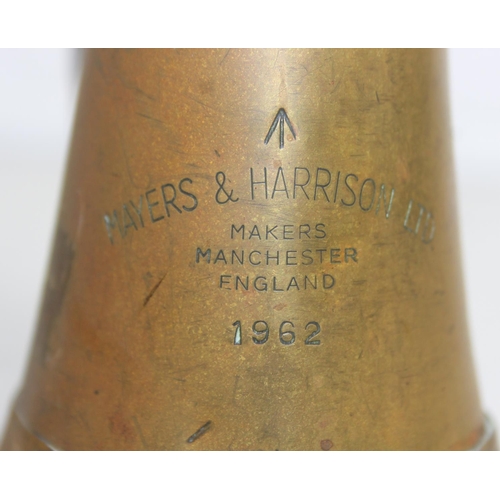 MAYERS & HARRISON LTD
MAKERS
MANCHESTER
ENGLAND
1962